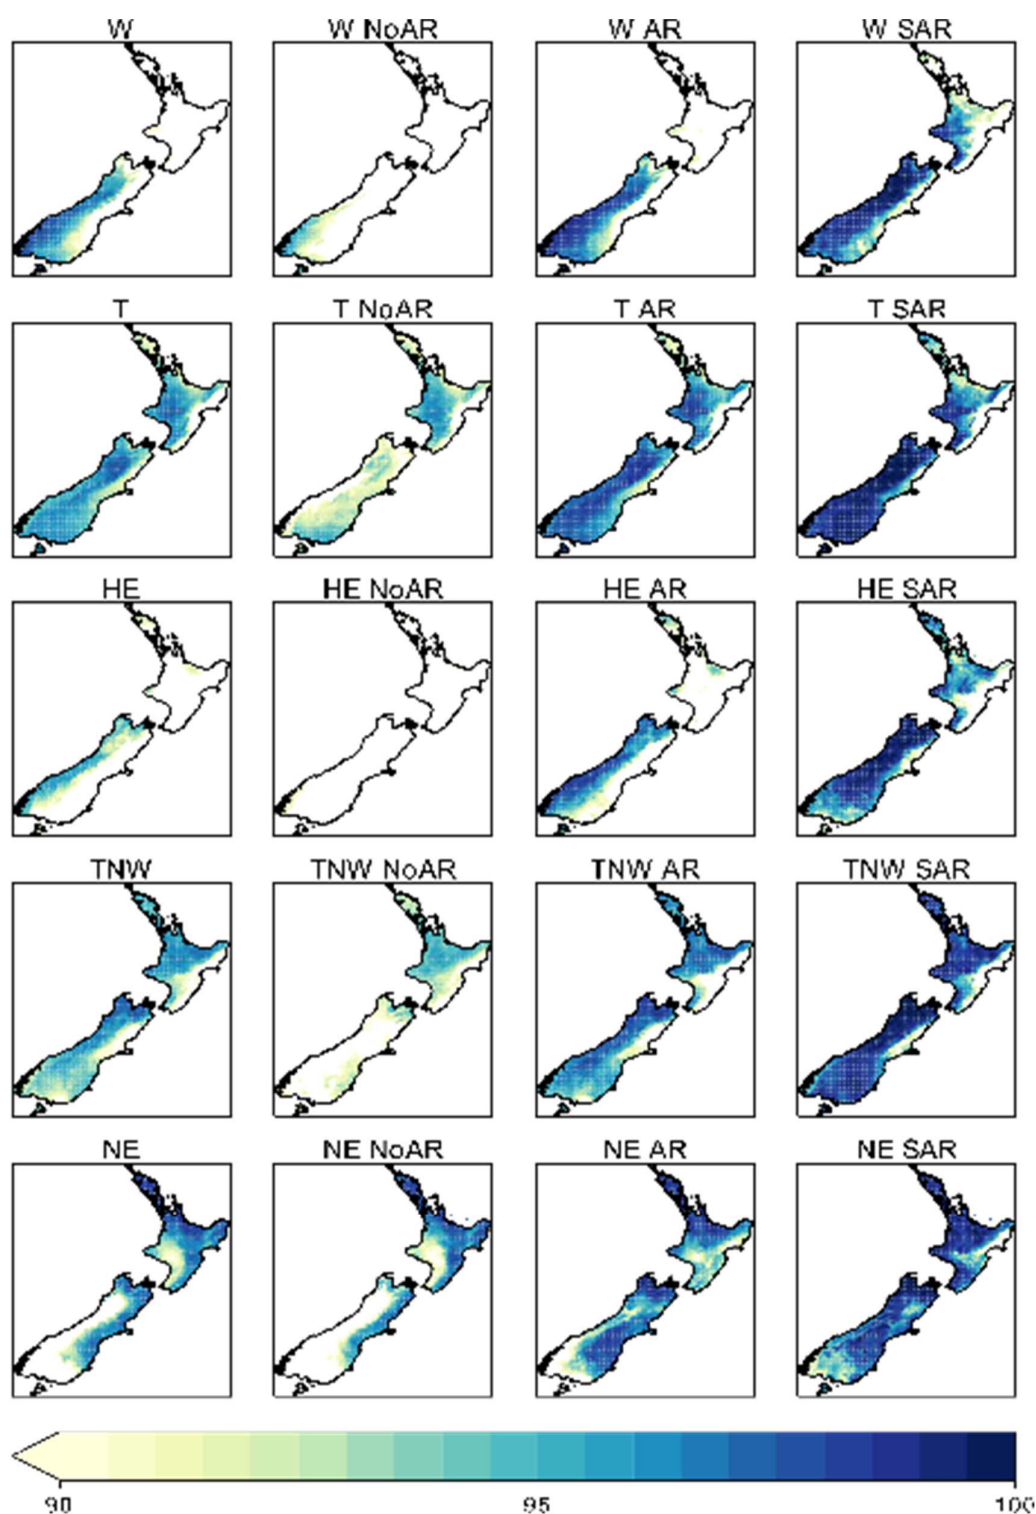 W W NoAR W AR W SAR
T T NoAR T AR T SAR
HE HE NoAR HE AR HE SAR
TNW TNW NoAR TNW AR TNW SAR
NE NE NoAR NE AR NE SAR
90 95 100